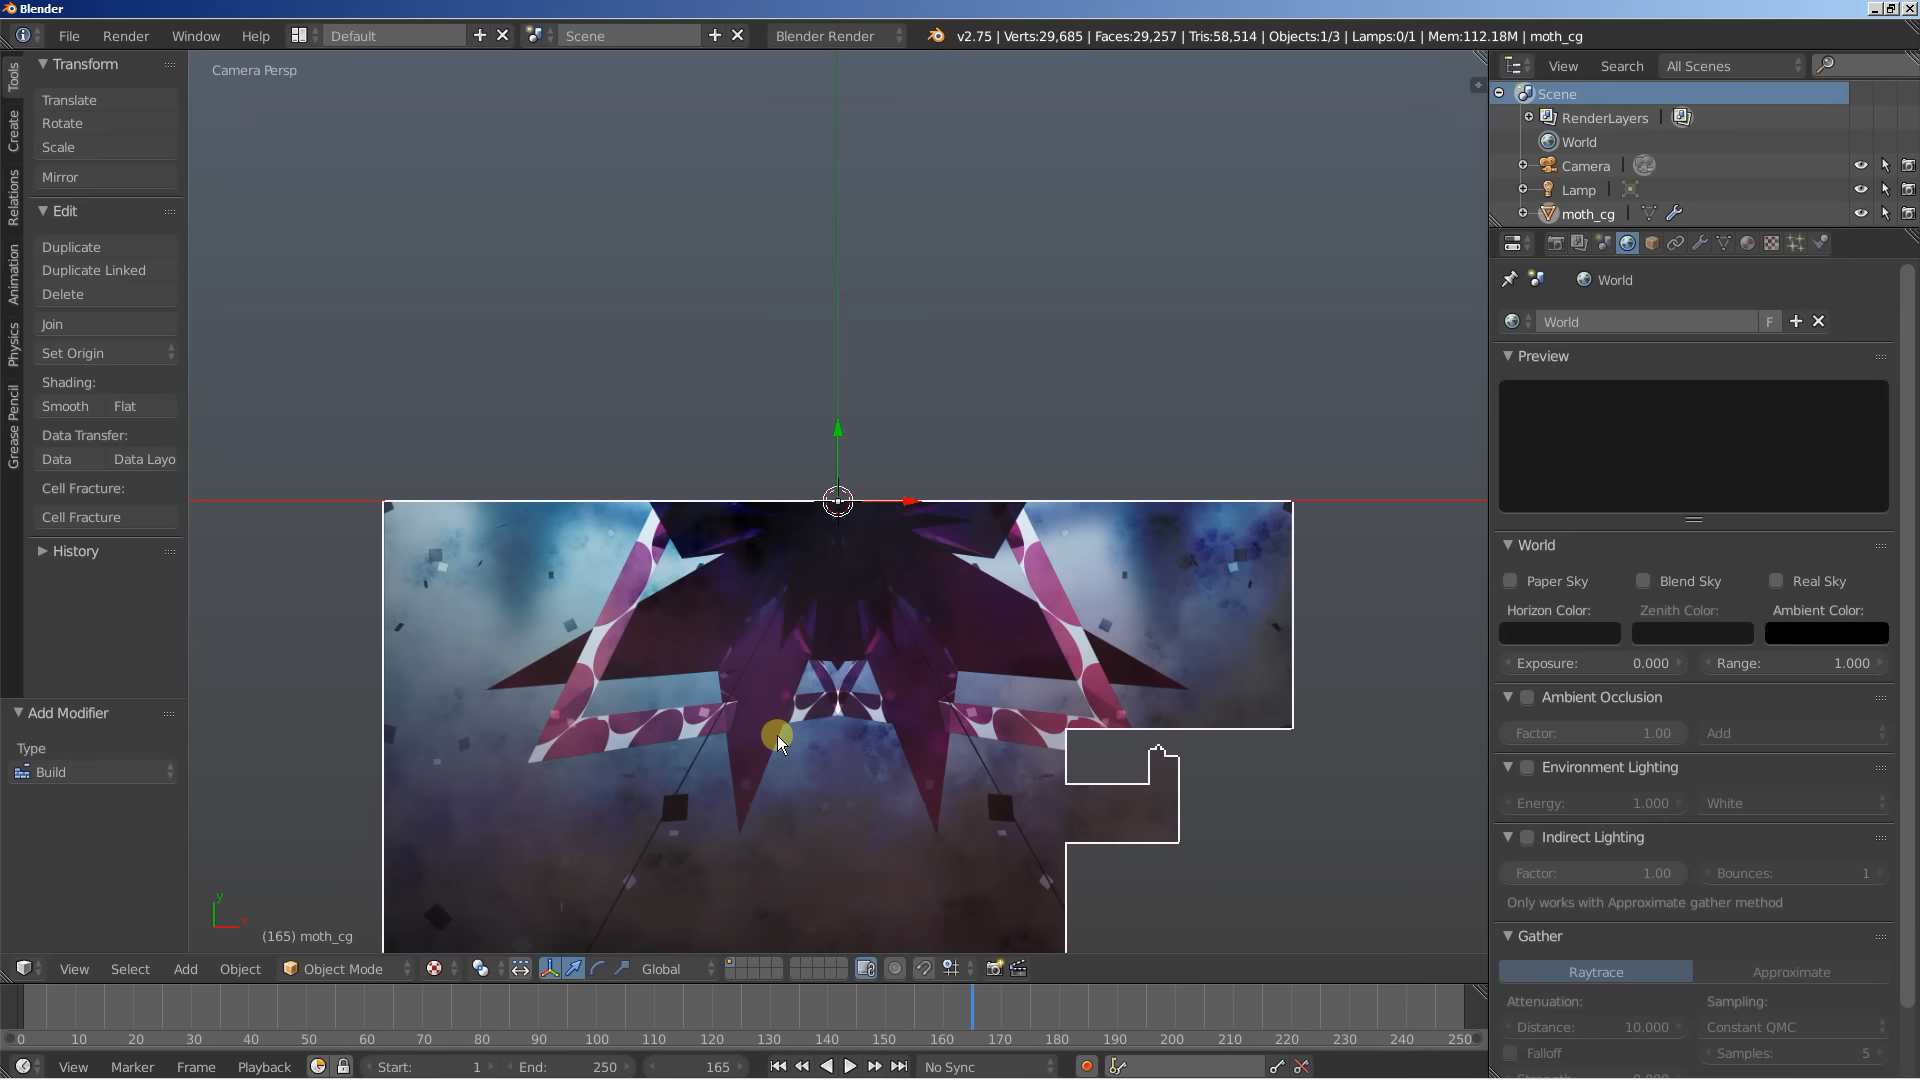 Blender
File Render Window Help Default Scene Blender Render v2.75 | Verts:29,685 | Faces:29,257 | Tris:58,514 | Objects:1/3 | Lamps:0/1 | Mem:112.18M | moth_cg
Tools
Create
Relations
Animation
Physics
Grease Pencil
Transform
Translate
Rotate
Scale
Mirror
Edit
Duplicate
Duplicate Linked
Delete
Join
Set Origin
Shading:
Smooth Flat
Data Transfer:
Data Data Layo
Cell Fracture:
Cell Fracture
History
Add Modifier
Type
Build
Camera Persp
y
x
(165) moth_cg
View Select Add Object Object Mode Global
0 10 20 30 40 50 60 70 80 90 100 110 120 130 140 150 160 170 180 190 200 210 220 230 240 250
View Marker Frame Playback Start: 1 End: 250 165 No Sync
View Search All Scenes
Scene
RenderLayers |
World
Camera |
Lamp |
moth_cg |
World
World F
Preview
World
Paper Sky Blend Sky Real Sky
Horizon Color: Zenith Color: Ambient Color:
Exposure: 0.000 Range: 1.000
Ambient Occlusion
Factor: 1.00 Add
Environment Lighting
Energy: 1.000 White
Indirect Lighting
Factor: 1.00 Bounces: 1
Only works with Approximate gather method
Gather
Raytrace Approximate
Attenuation: Sampling:
Distance: 10.000 Constant QMC
Falloff Samples: 5